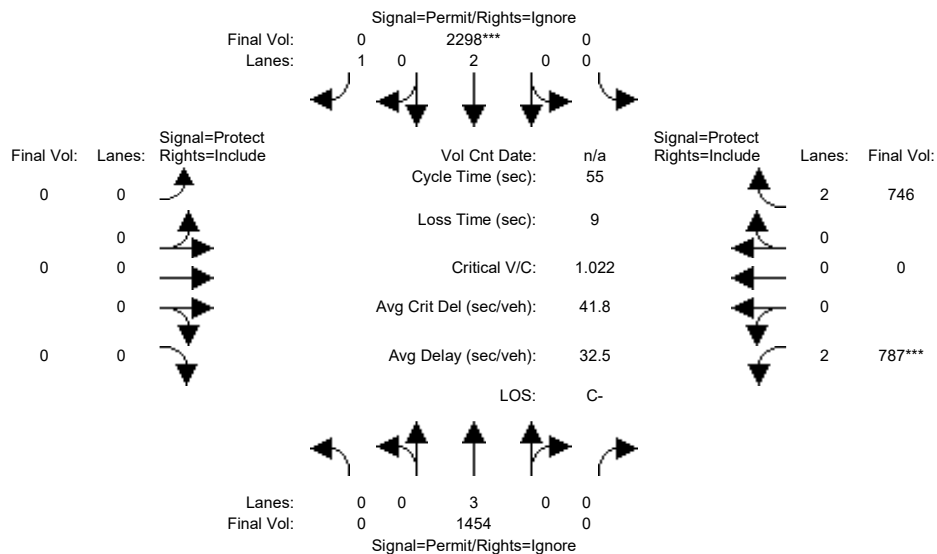 Signal=Permit/Rights=Ignore
Final Vol: 0 2298*** 0
Lanes: 1 0 2 0 0
Signal=Protect Signal=Protect
Final Vol: Lanes: Rights=Include Vol Cnt Date: n/a Rights=Include Lanes: Final Vol:
Cycle Time (sec): 55
0 0 2 746
Loss Time (sec): 9
0 0
0 0 Critical V/C: 1.022 0 0
0 Avg Crit Del (sec/veh): 41.8 0
0 0 Avg Delay (sec/veh): 32.5 2 787***
LOS: C-
Lanes: 0 0 3 0 0
Final Vol: 0 1454 0
Signal=Permit/Rights=Ignore